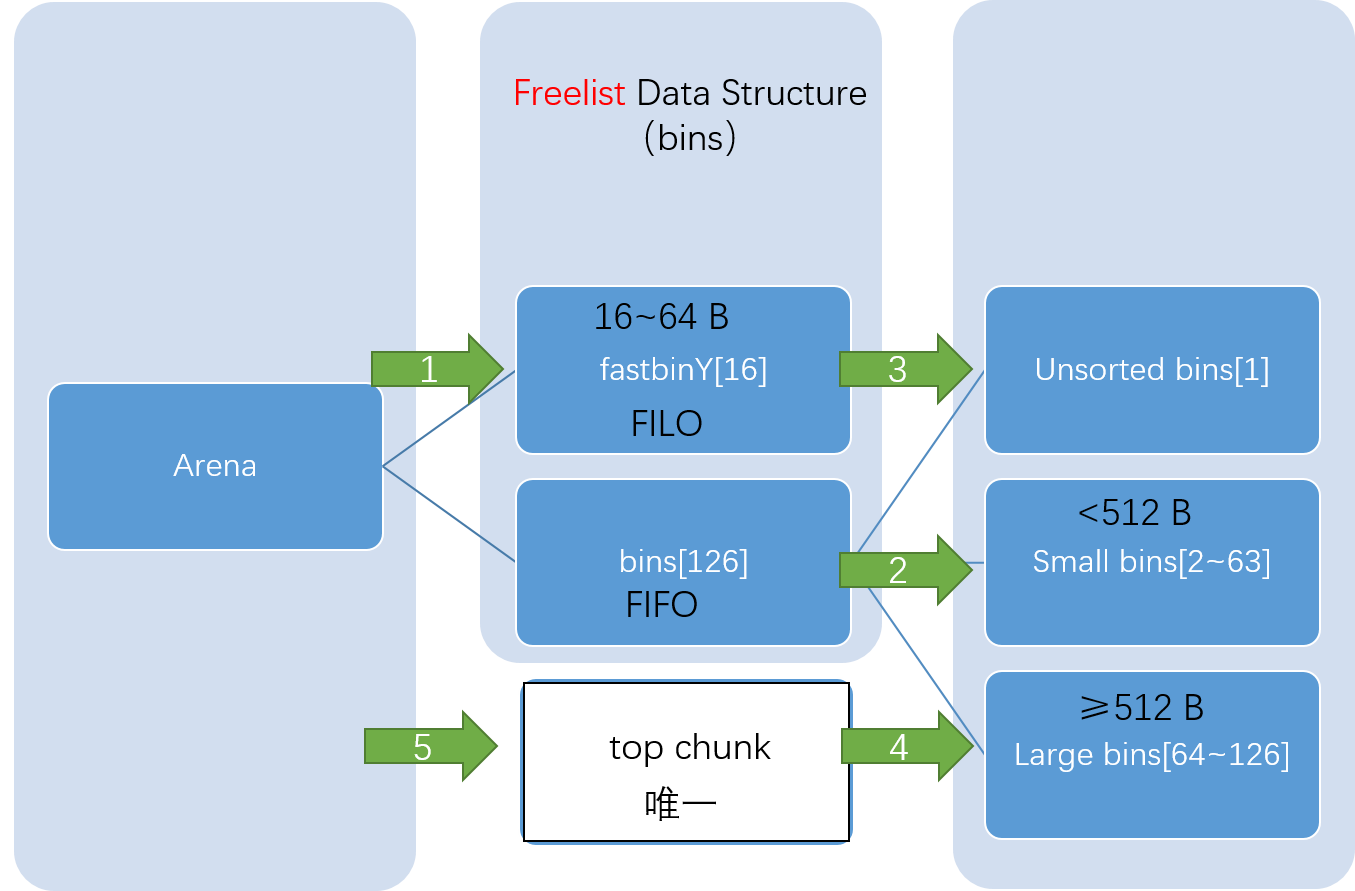 Freelist Data Structure
(bins)
16~64 B
1
fastbinY[16]
3
Unsorted bins[1]
FILO
Arena
<512 B
bins[126]
2
Small bins[2~63]
FIFO
≥512 B
5
top chunk
4
Large bins[64~126]
唯一